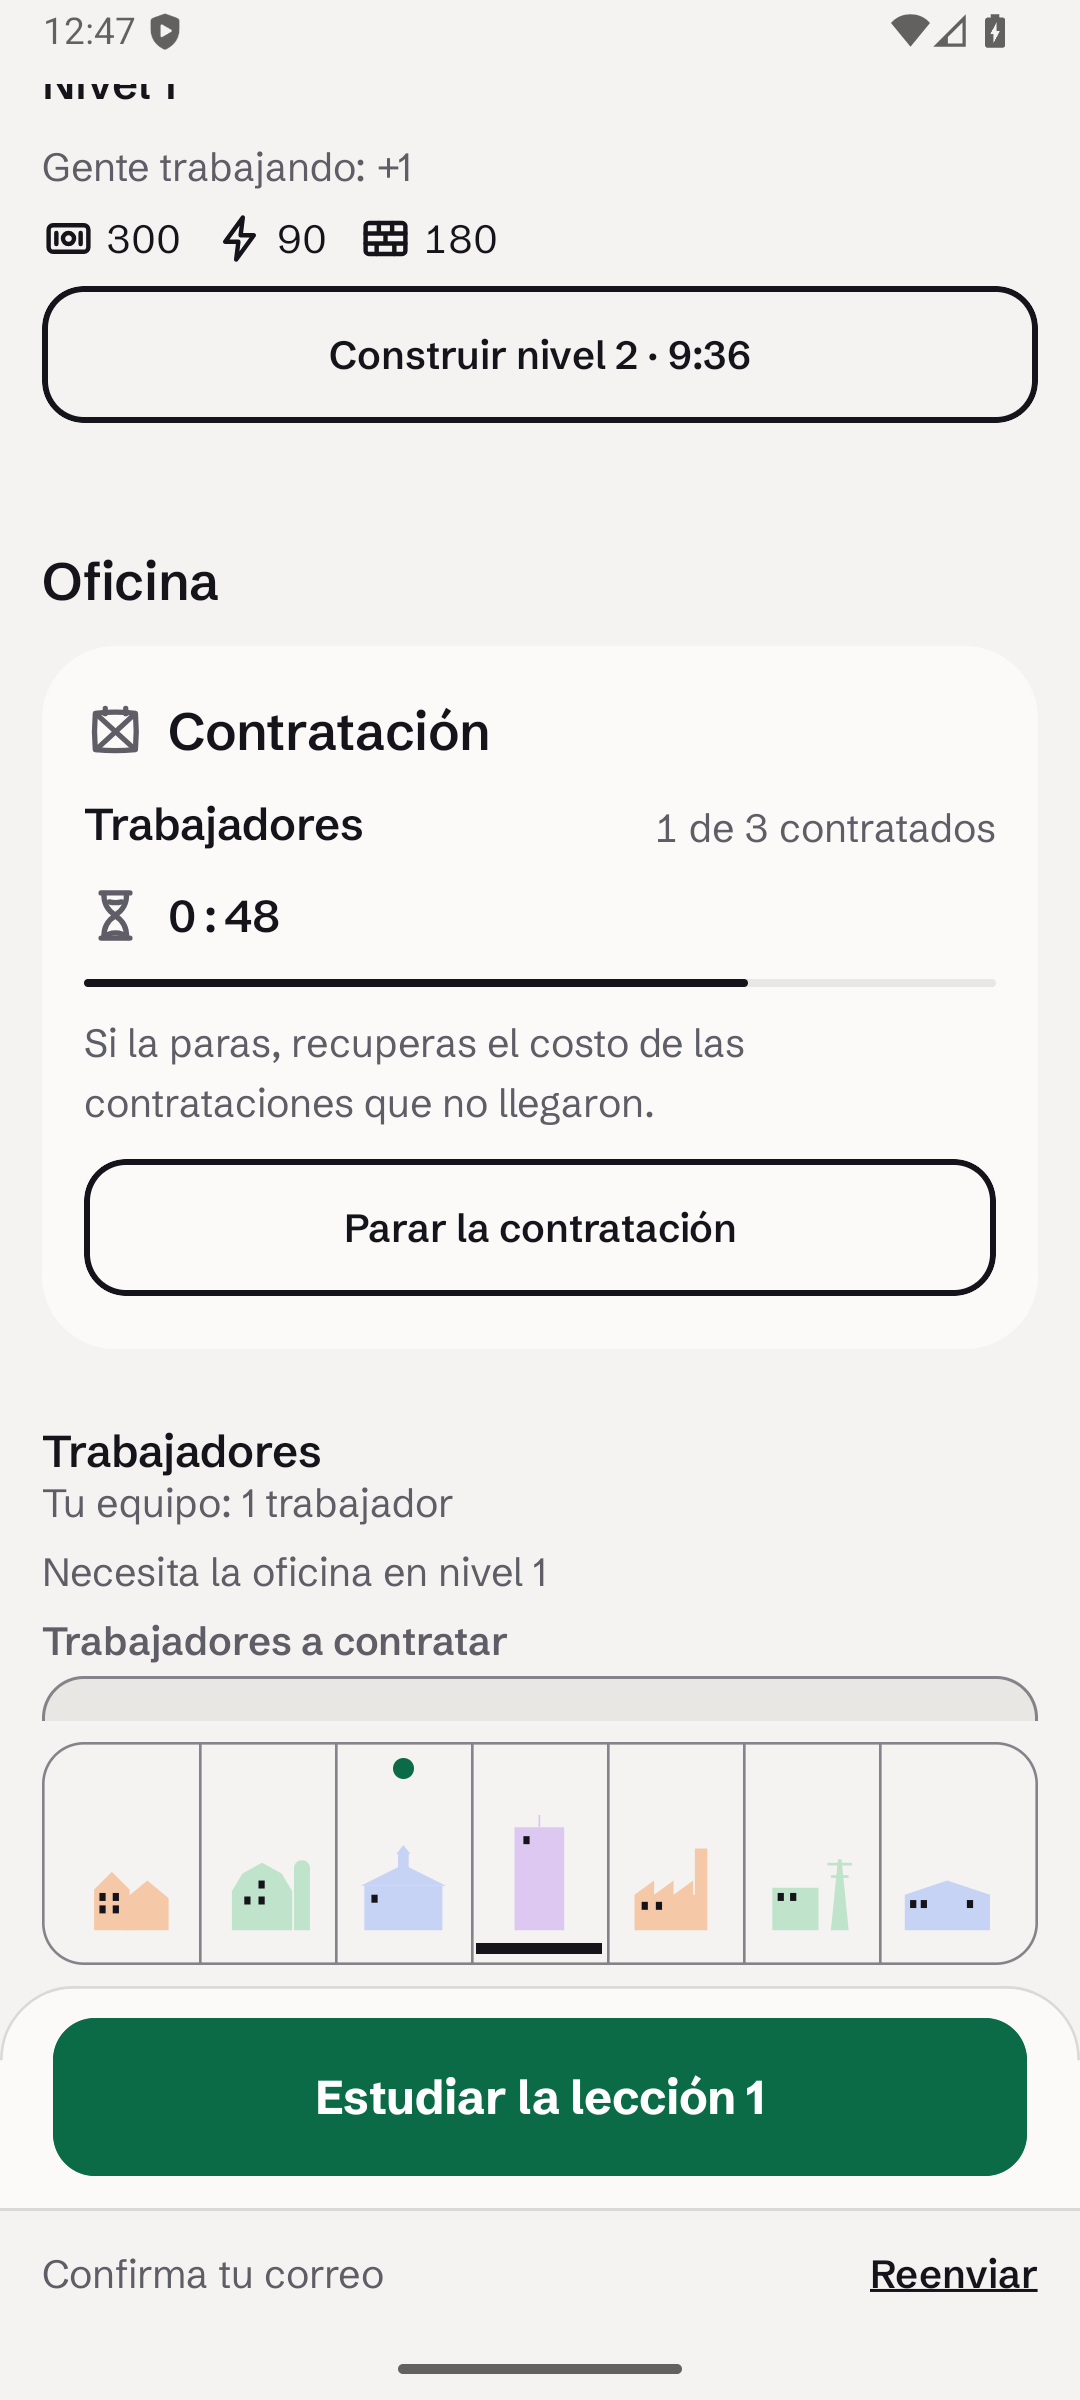 12:47
Nivel 1
Gente trabajando: +1
300 90 180
Construir nivel 2 · 9:36
Oficina
Contratación
Trabajadores 1 de 3 contratados
0:48
Si la paras, recuperas el costo de las
contrataciones que no llegaron.
Parar la contratación
Trabajadores
Tu equipo: 1 trabajador
Necesita la oficina en nivel 1
Trabajadores a contratar
Estudiar la lección 1
Confirma tu correo Reenviar